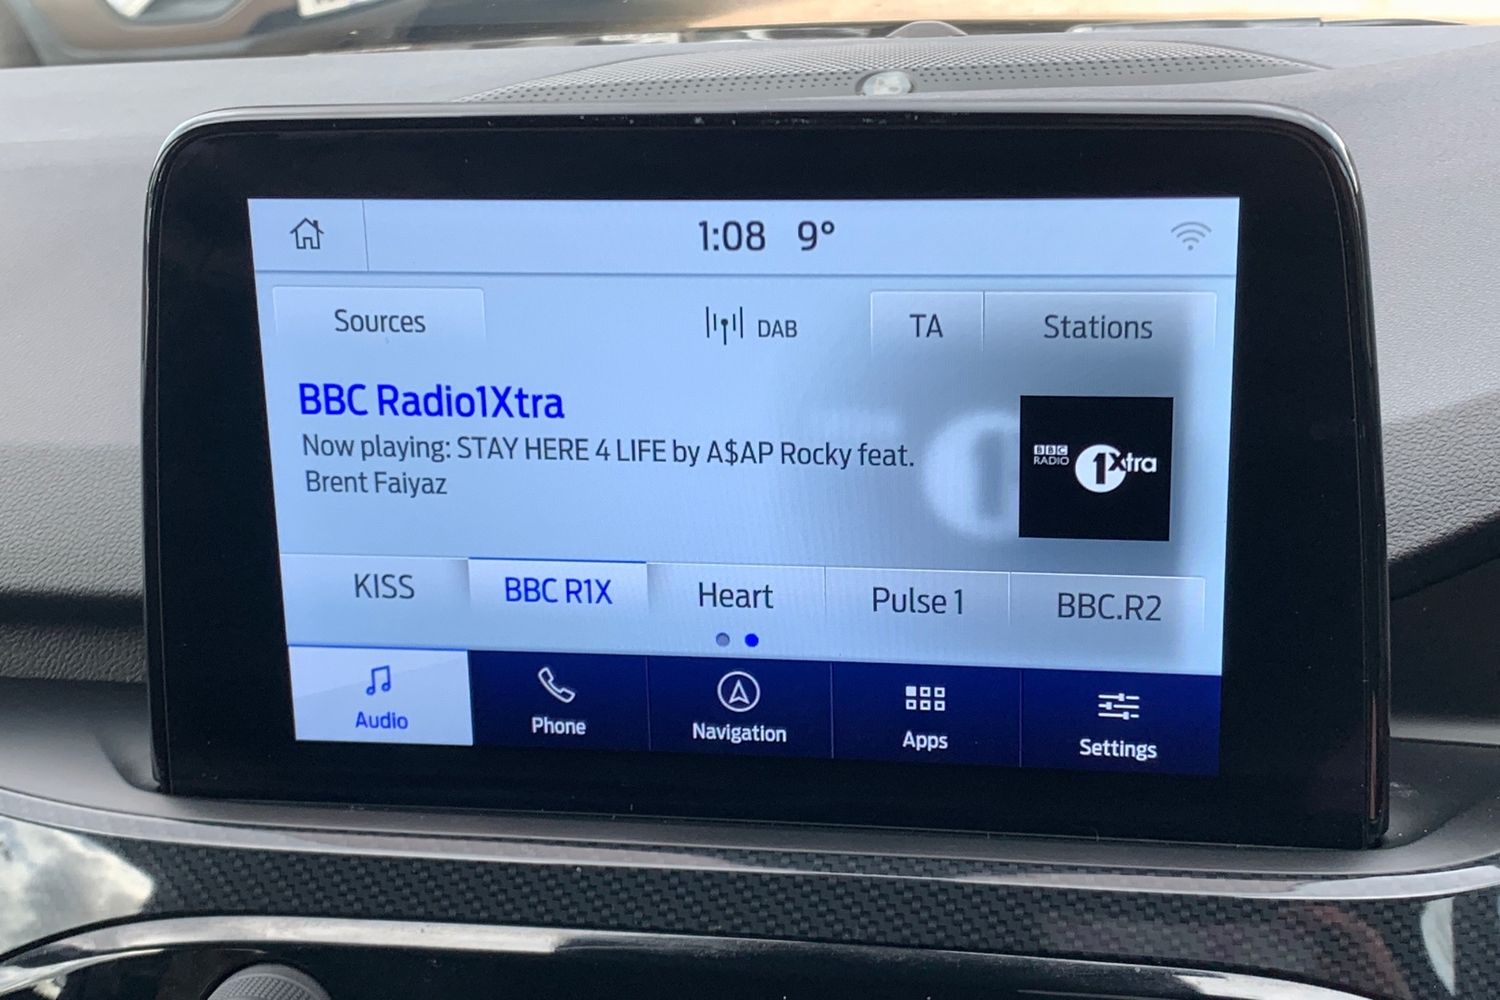 1:08 9°
Sources
DAB
TA
Stations
BBC Radio1Xtra
Now playing: STAY HERE 4 LIFE by A$AP Rocky feat.
Brent Faiyaz
BBC
RADIO
1Xtra
KISS
BBC R1X
Heart
Pulse 1
BBC.R2
Audio
Phone
Navigation
Apps
Settings